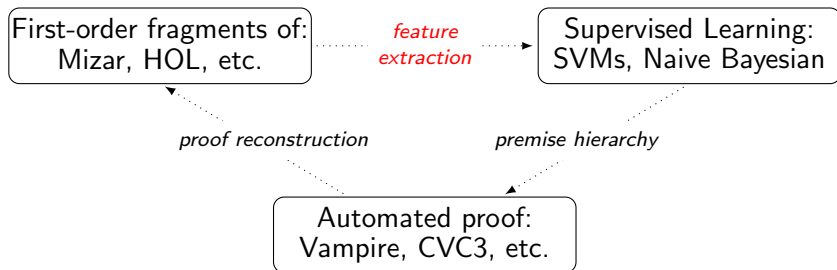 First-order fragments of:
Mizar, HOL, etc.
feature
extraction
Supervised Learning:
SVMs, Naive Bayesian
proof reconstruction
premise hierarchy
Automated proof:
Vampire, CVC3, etc.